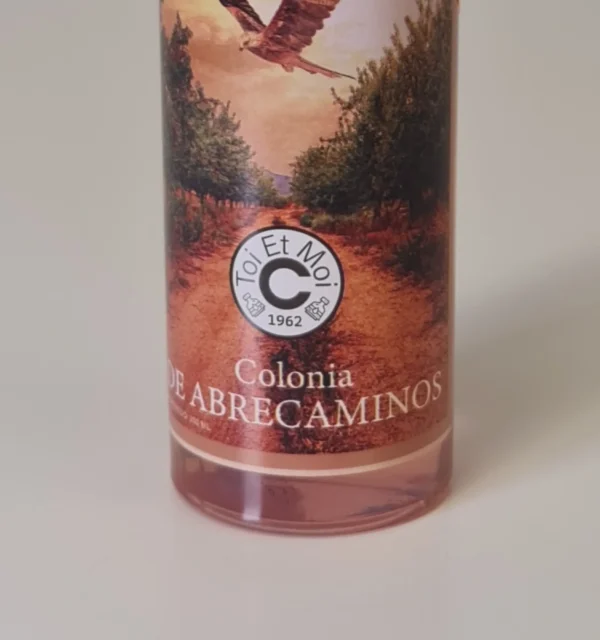 Toi Et Moi
C
1962
Colonia
DE ABRECAMINOS